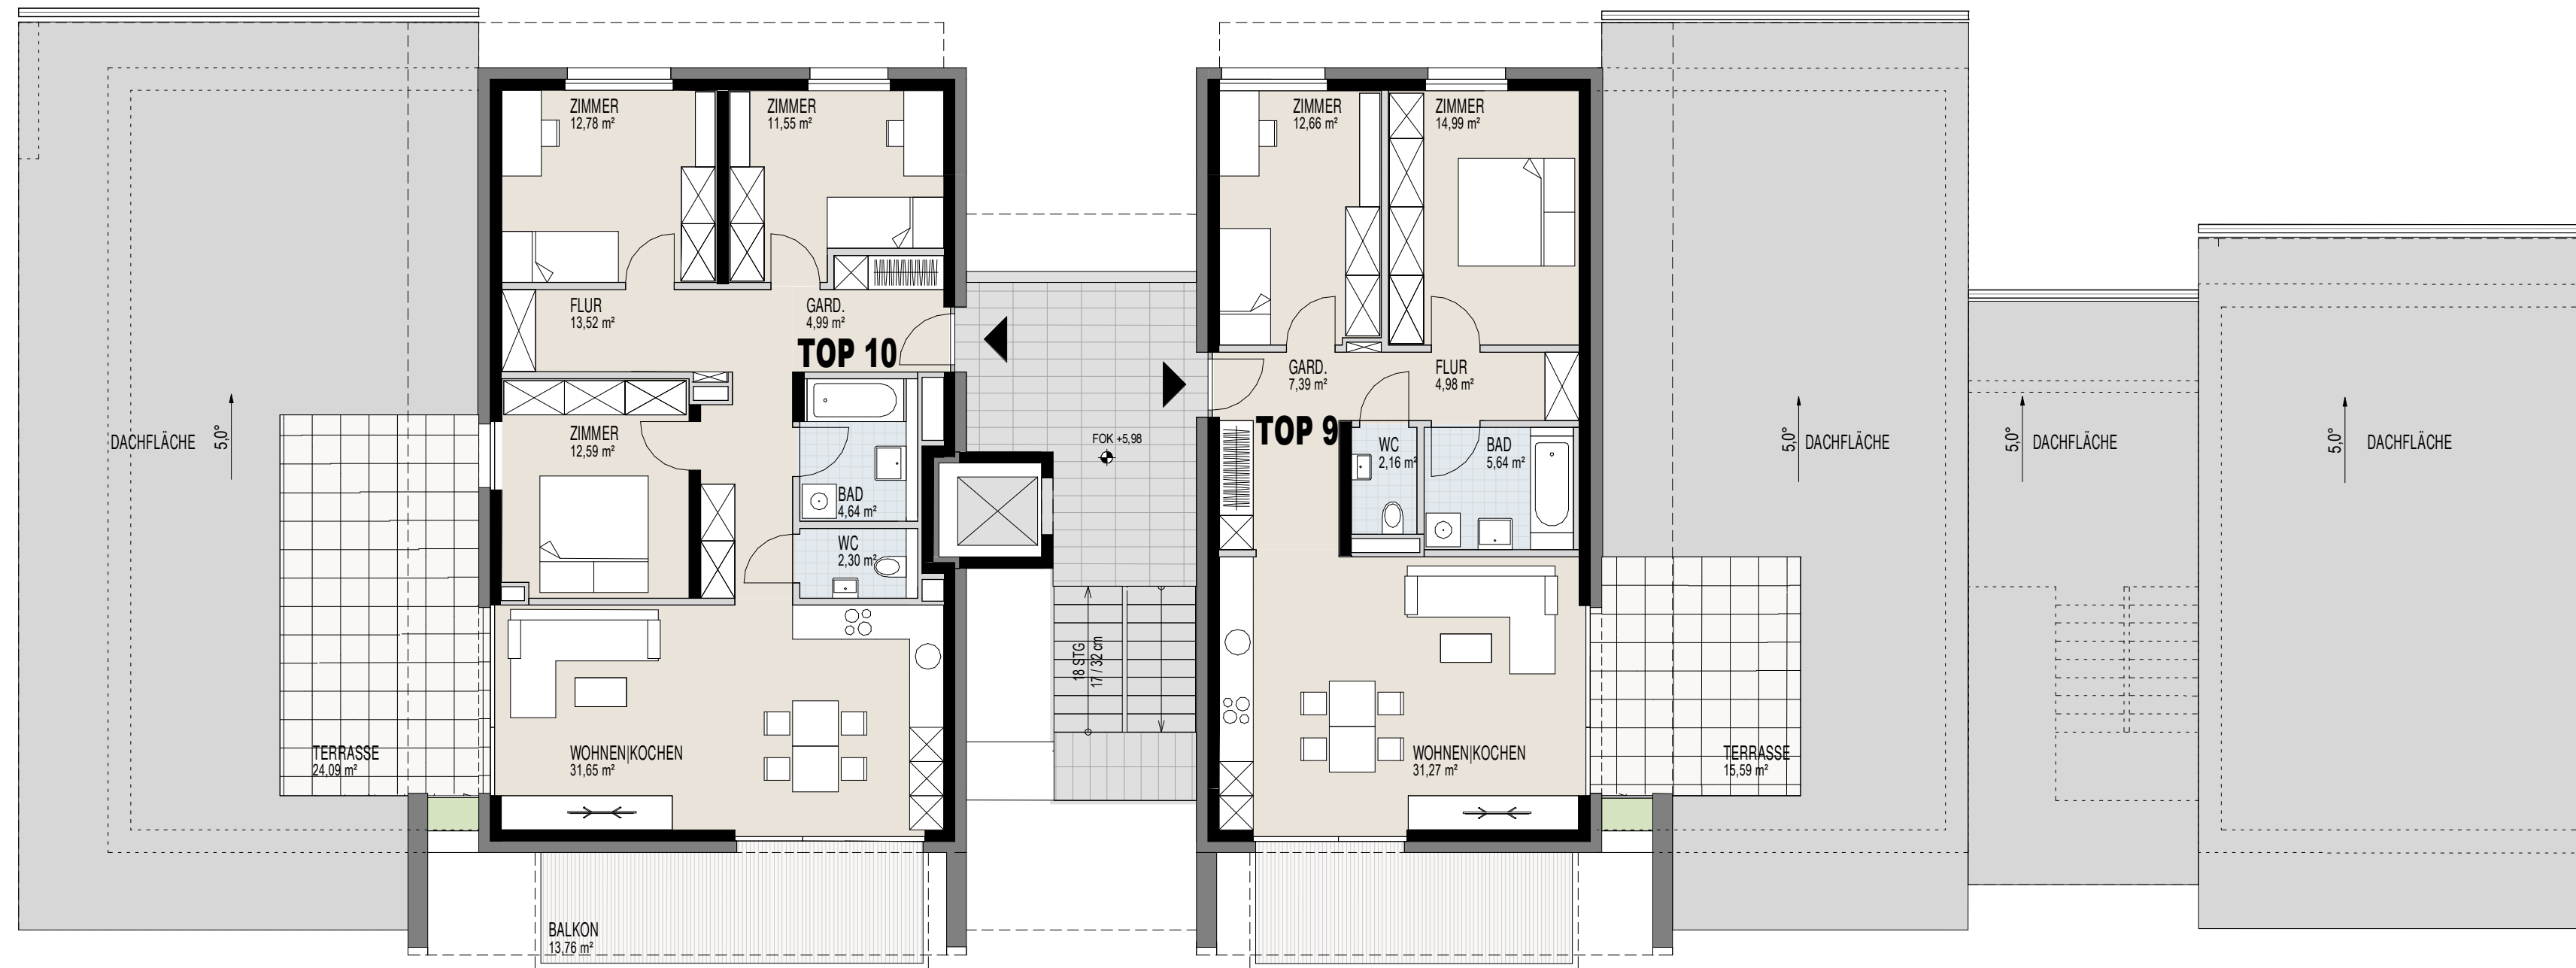 ZIMMER
12,78 m²
ZIMMER
11,55 m²
ZIMMER
12,66 m²
ZIMMER
14,99 m²
FLUR
13,52 m²
GARD.
4,99 m²
TOP 10
GARD.
7,39 m²
FLUR
4,98 m²
TOP 9
DACHFLÄCHE
5,0°
ZIMMER
12,59 m²
FOK +5,98
WC
2,16 m²
BAD
5,64 m²
5,0°
DACHFLÄCHE
5,0°
DACHFLÄCHE
5,0°
DACHFLÄCHE
BAD
4,64 m²
WC
2,30 m²
18 STG
17 / 32 cm
TERRASSE
24,09 m²
WOHNEN|KOCHEN
31,65 m²
WOHNEN|KOCHEN
31,27 m²
TERRASSE
15,59 m²
BALKON
13,76 m²